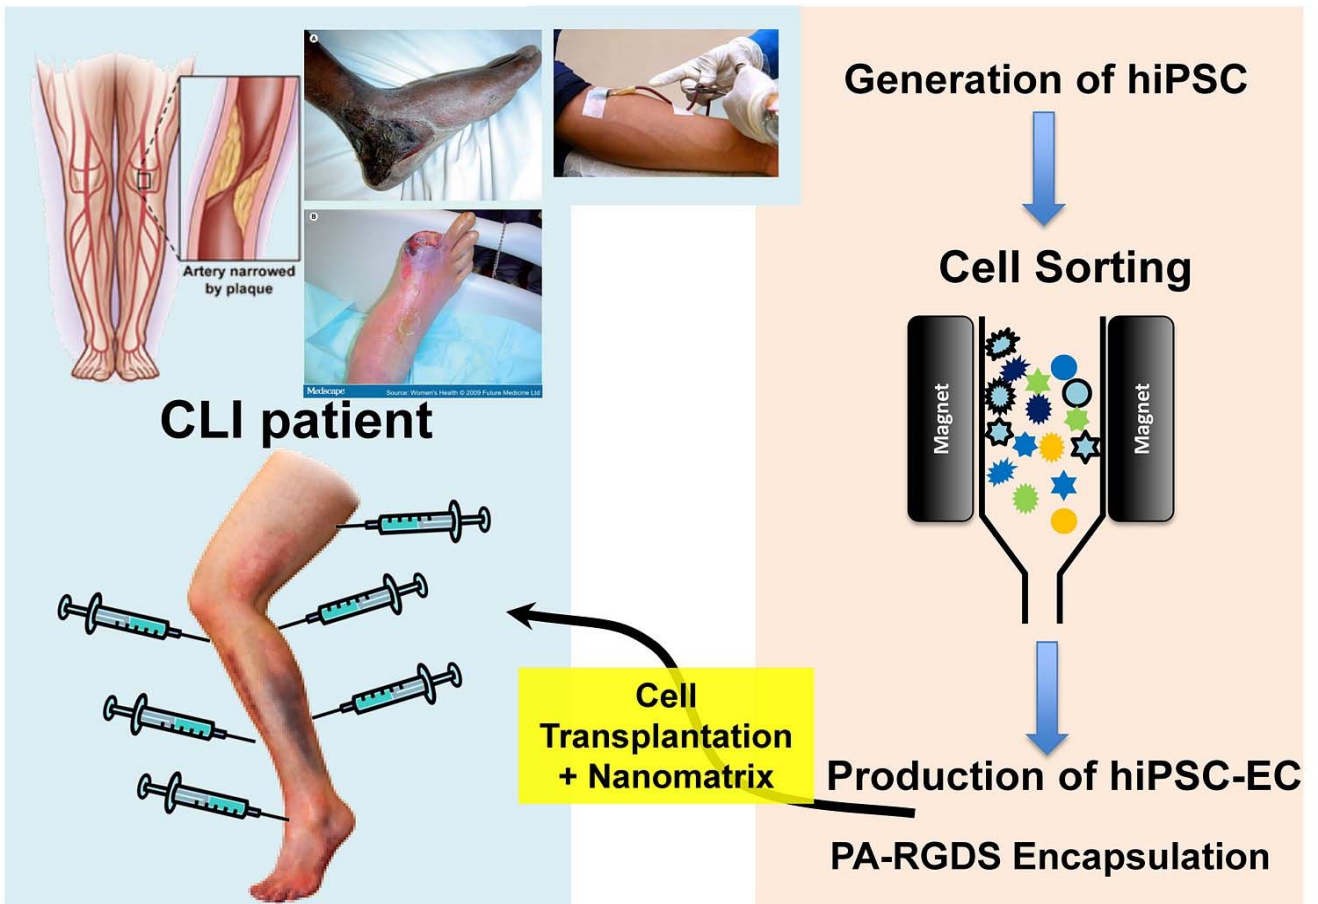 A
B
Artery narrowed
by plaque
Medscape
Source: Women's Health © 2009 Future Medicine Ltd
CLI patient
Generation of hiPSC
Cell Sorting
Magnet
Magnet
Cell
Transplantation
+ Nanomatrix
Production of hiPSC-EC
PA-RGDS Encapsulation